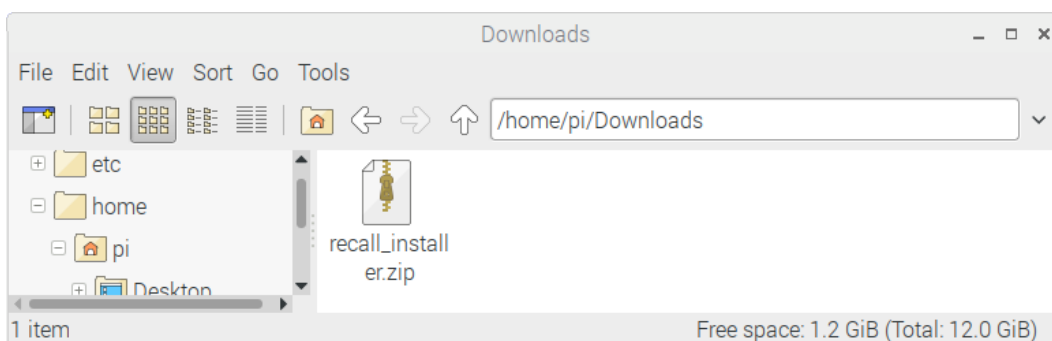 Downloads
File Edit View Sort Go Tools
/home/pi/Downloads
etc
home
pi
Desktop
recall_install
er.zip
1 item
Free space: 1.2 GiB (Total: 12.0 GiB)